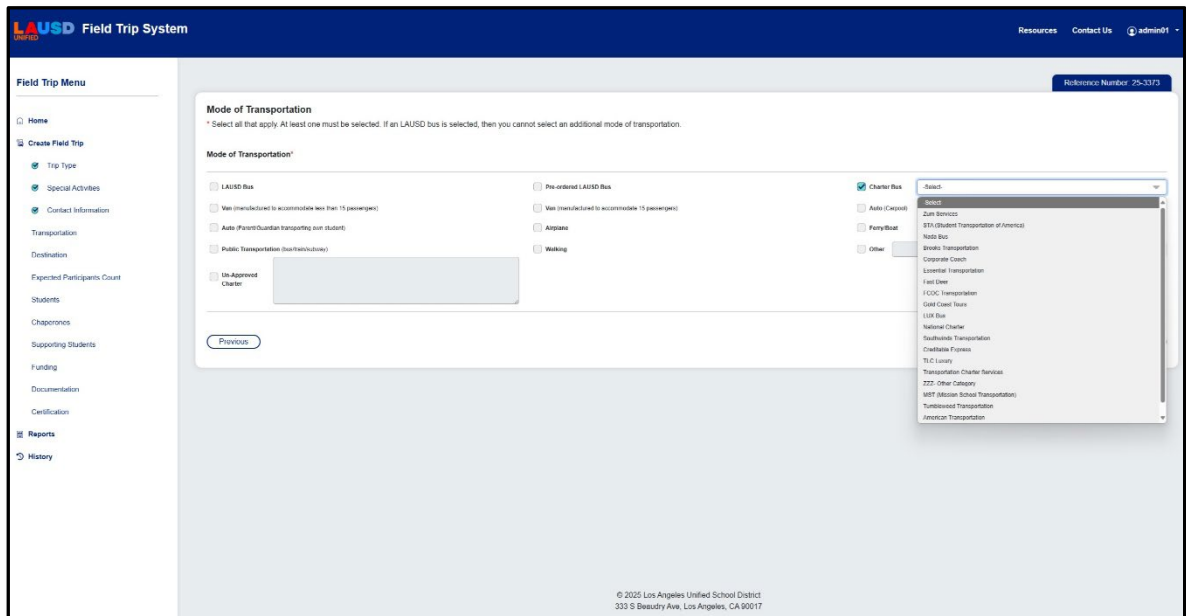 LAUSD
UNIFIED
Field Trip System
Resources Contact Us admin01
Field Trip Menu
Reference Number: 25-3373
Home
Create Field Trip
Trip Type
Special Activities
Contact Information
Transportation
Destination
Expected Participants Count
Students
Chaperones
Supporting Students
Funding
Documentation
Certification
Reports
History
Mode of Transportation
* Select all that apply. At least one must be selected. If an LAUSD bus is selected, then you cannot select an additional mode of transportation.
Mode of Transportation*
LAUSD Bus
Pre-ordered LAUSD Bus
Charter Bus
-Select-
Van (manufactured to accommodate less than 15 passengers)
Van (manufactured to accommodate 15 passengers)
Auto (Carpool)
Auto (Parent/Guardian transporting own student)
Airplane
Ferry/Boat
Public Transportation (bus/train/subway)
Walking
Other
Un-Approved
Charter
-Select-
Zum Services
STA (Student Transportation of America)
Nada Bus
Brooks Transportation
Corporate Coach
Essential Transportation
Fast Deer
FCOC Transportation
Gold Coast Tours
LUX Bus
National Charter
Southwinds Transportation
Creditable Express
TLC Luxury
Transportation Charter Services
ZZZ- Other Category
MST (Mission School Transportation)
Tumbleweed Transportation
American Transportation
Previous
© 2025 Los Angeles Unified School District
333 S Beaudry Ave, Los Angeles, CA 90017